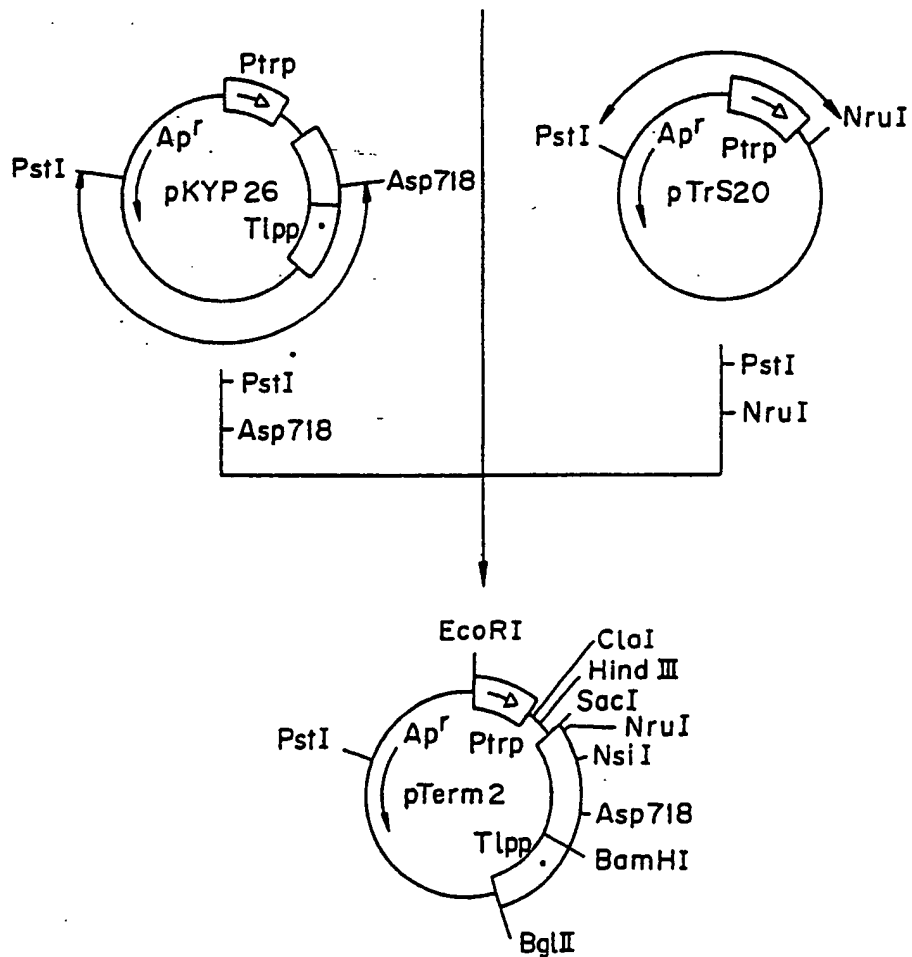 Ptrp
PstI
Apr
pKYP26
Tlpp
Asp718
PstI
Asp718
PstI
Apr
Ptrp
NruI
pTrS20
PstI
NruI
EcoRI
ClaI
Hind III
SacI
NruI
NsiI
PstI
Apr
Ptrp
pTerm2
Asp718
Tlpp
BamHI
BglII